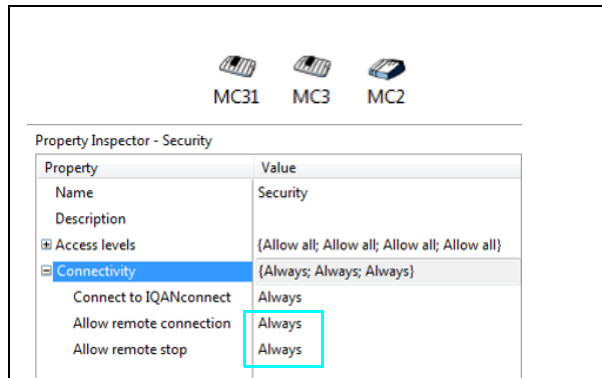 MC31 MC3 MC2
Property Inspector - Security
Property Value
Name Security
Description
Access levels {Allow all; Allow all; Allow all; Allow all}
Connectivity {Always; Always; Always}
Connect to IQANconnect Always
Allow remote connection Always
Allow remote stop Always